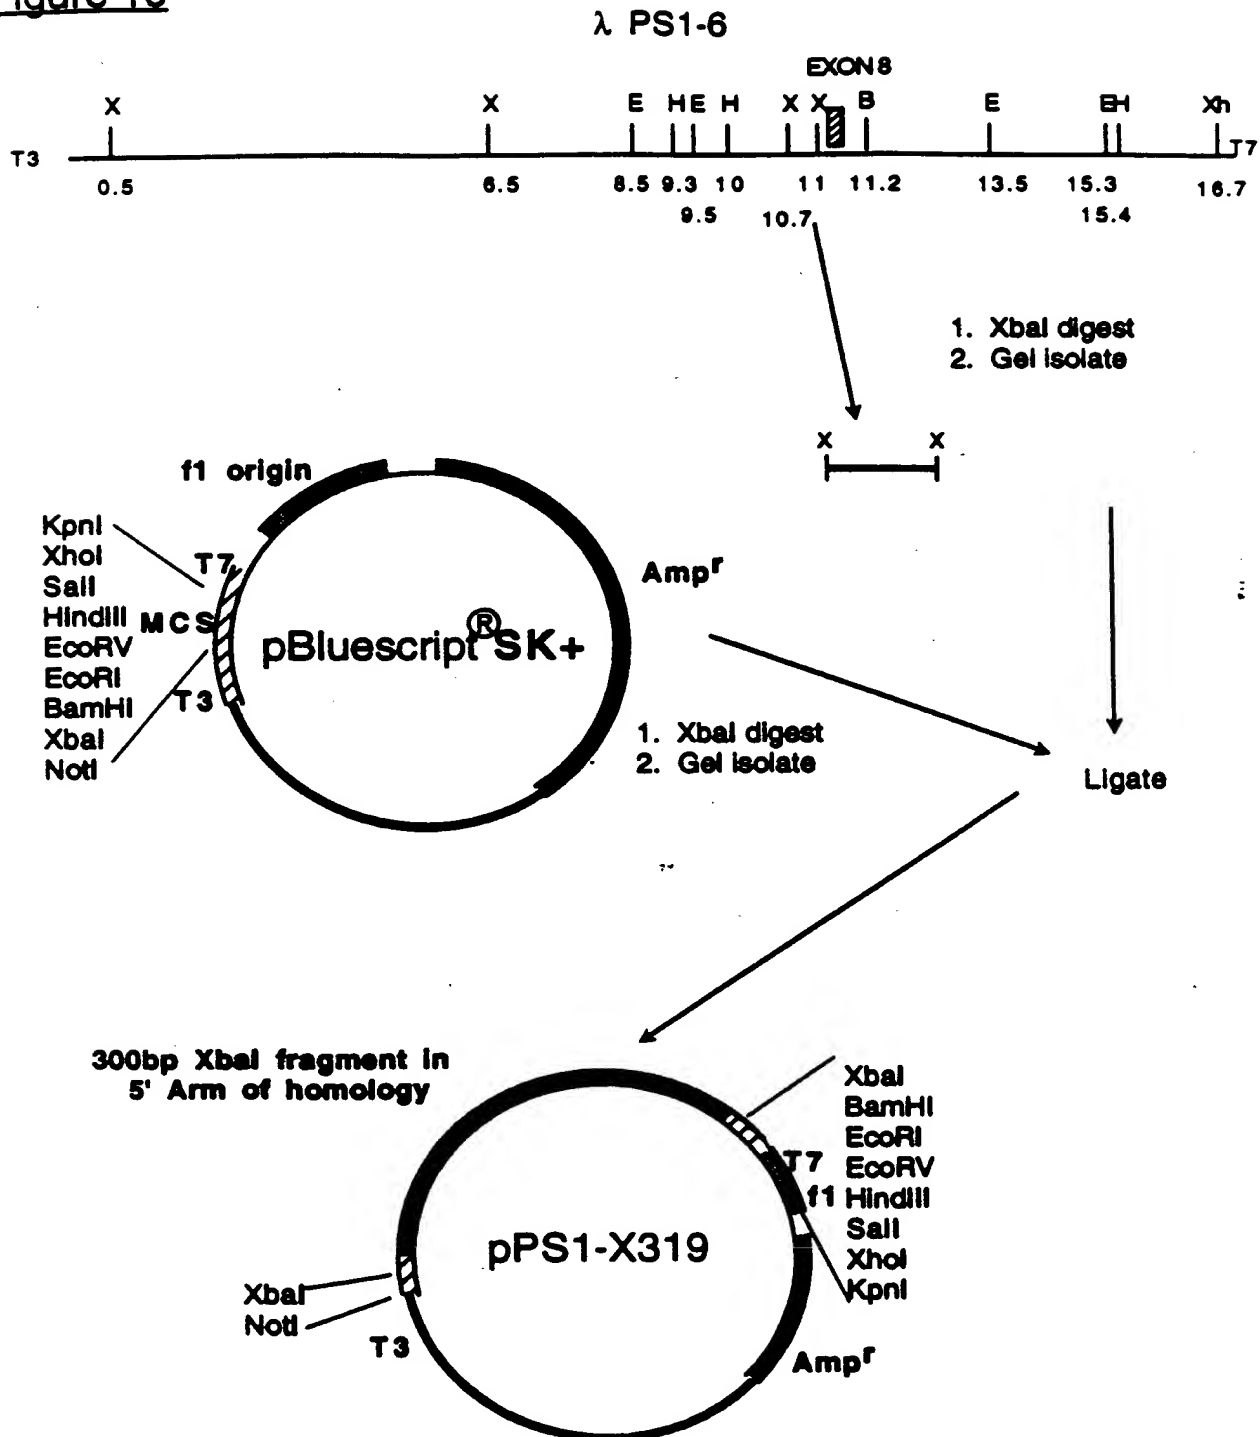 λ PS1-6
EXON 8
X X E H E H X X B E E H Xh
T3 T7
0.5 6.5 8.5 9.3 10 11 11.2 13.5 15.3 16.7
9.5 10.7 15.4
1. XbaI digest
2. Gel isolate
X X
f1 origin
KpnI
XhoI
SalI
HindIII
EcoRV
EcoRI
BamHI
XbaI
NotI
T7
MCS
T3
pBluescript® SK+
Ampr
1. XbaI digest
2. Gel isolate
Ligate
300bp XbaI fragment in
5' Arm of homology
XbaI
BamHI
EcoRI
EcoRV
HindIII
SalI
XhoI
KpnI
T7
f1
pPS1-X319
XbaI
NotI
T3
Ampr